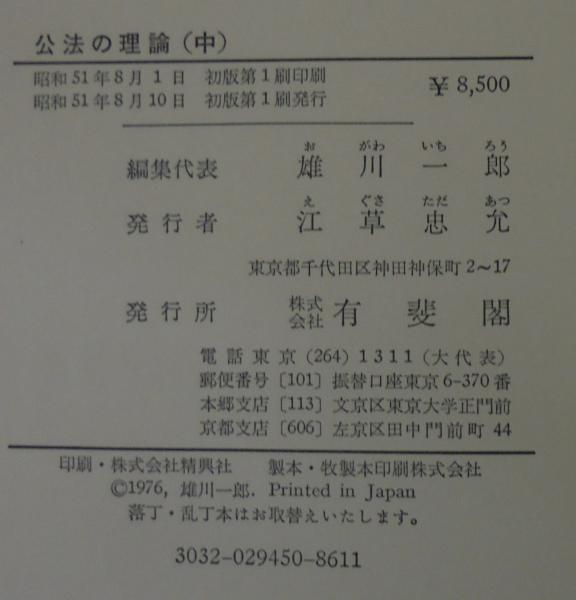 公法の理論（中）
昭和51年8月1日 初版第1刷印刷
昭和51年8月10日 初版第1刷発行
¥ 8,500
お がわ いち ろう
編集代表 雄川一郎
え ぐさ ただ あつ
発行者 江草忠允
東京都千代田区神田神保町2〜17
発行所 株式会社 有斐閣
電話東京（264）1311（大代表）
郵便番号〔101〕振替口座東京6-370番
本郷支店〔113〕文京区東京大学正門前
京都支店〔606〕左京区田中門前町44
印刷・株式会社精興社 製本・牧製本印刷株式会社
©1976, 雄川一郎. Printed in Japan
落丁・乱丁本はお取替えいたします。
3032-029450-8611